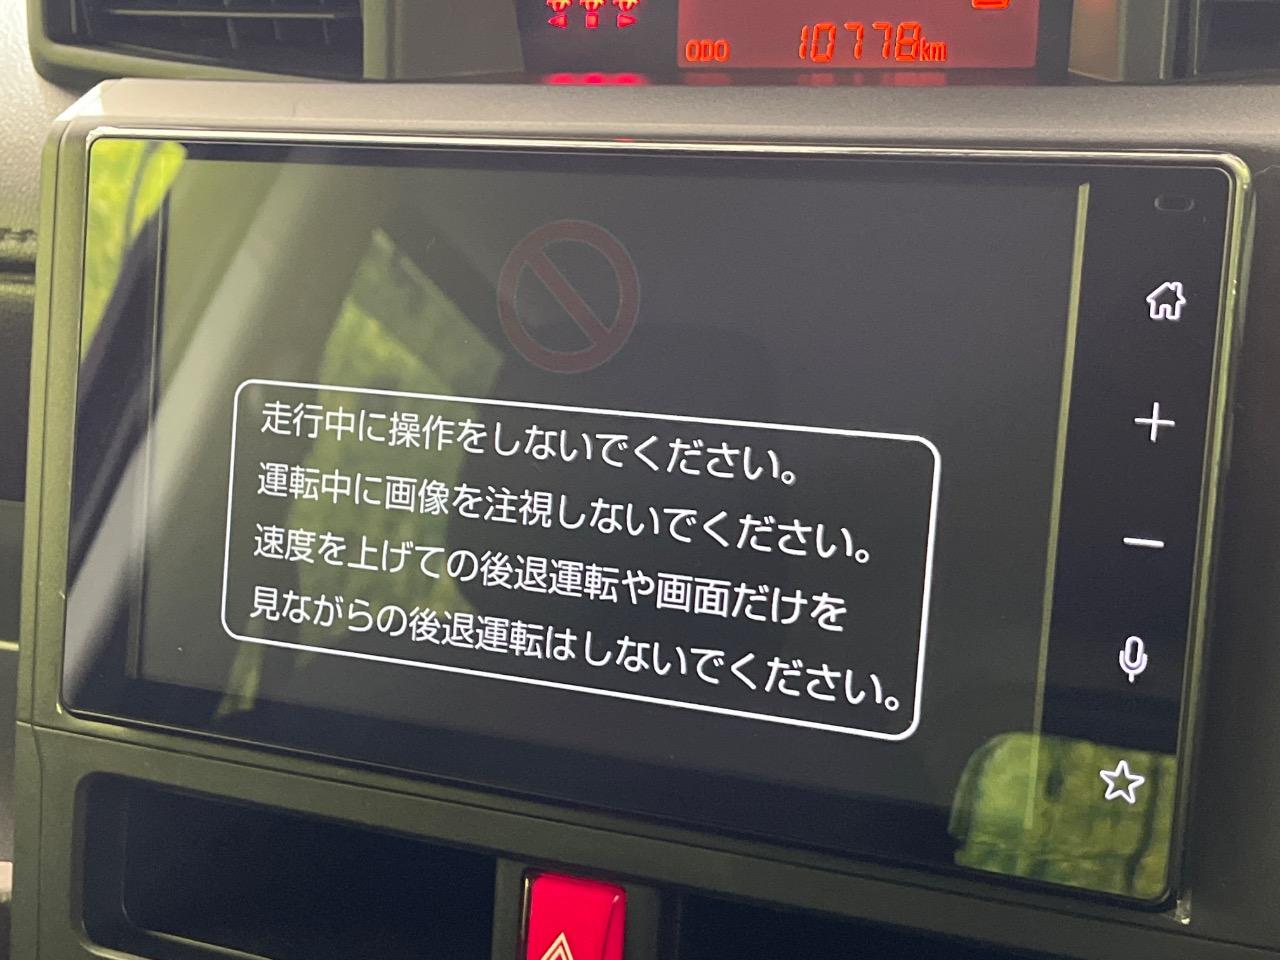 ODO 10778km
走行中に操作をしないでください。
運転中に画像を注視しないでください。
速度を上げての後退運転や画面だけを
見ながらの後退運転はしないでください。